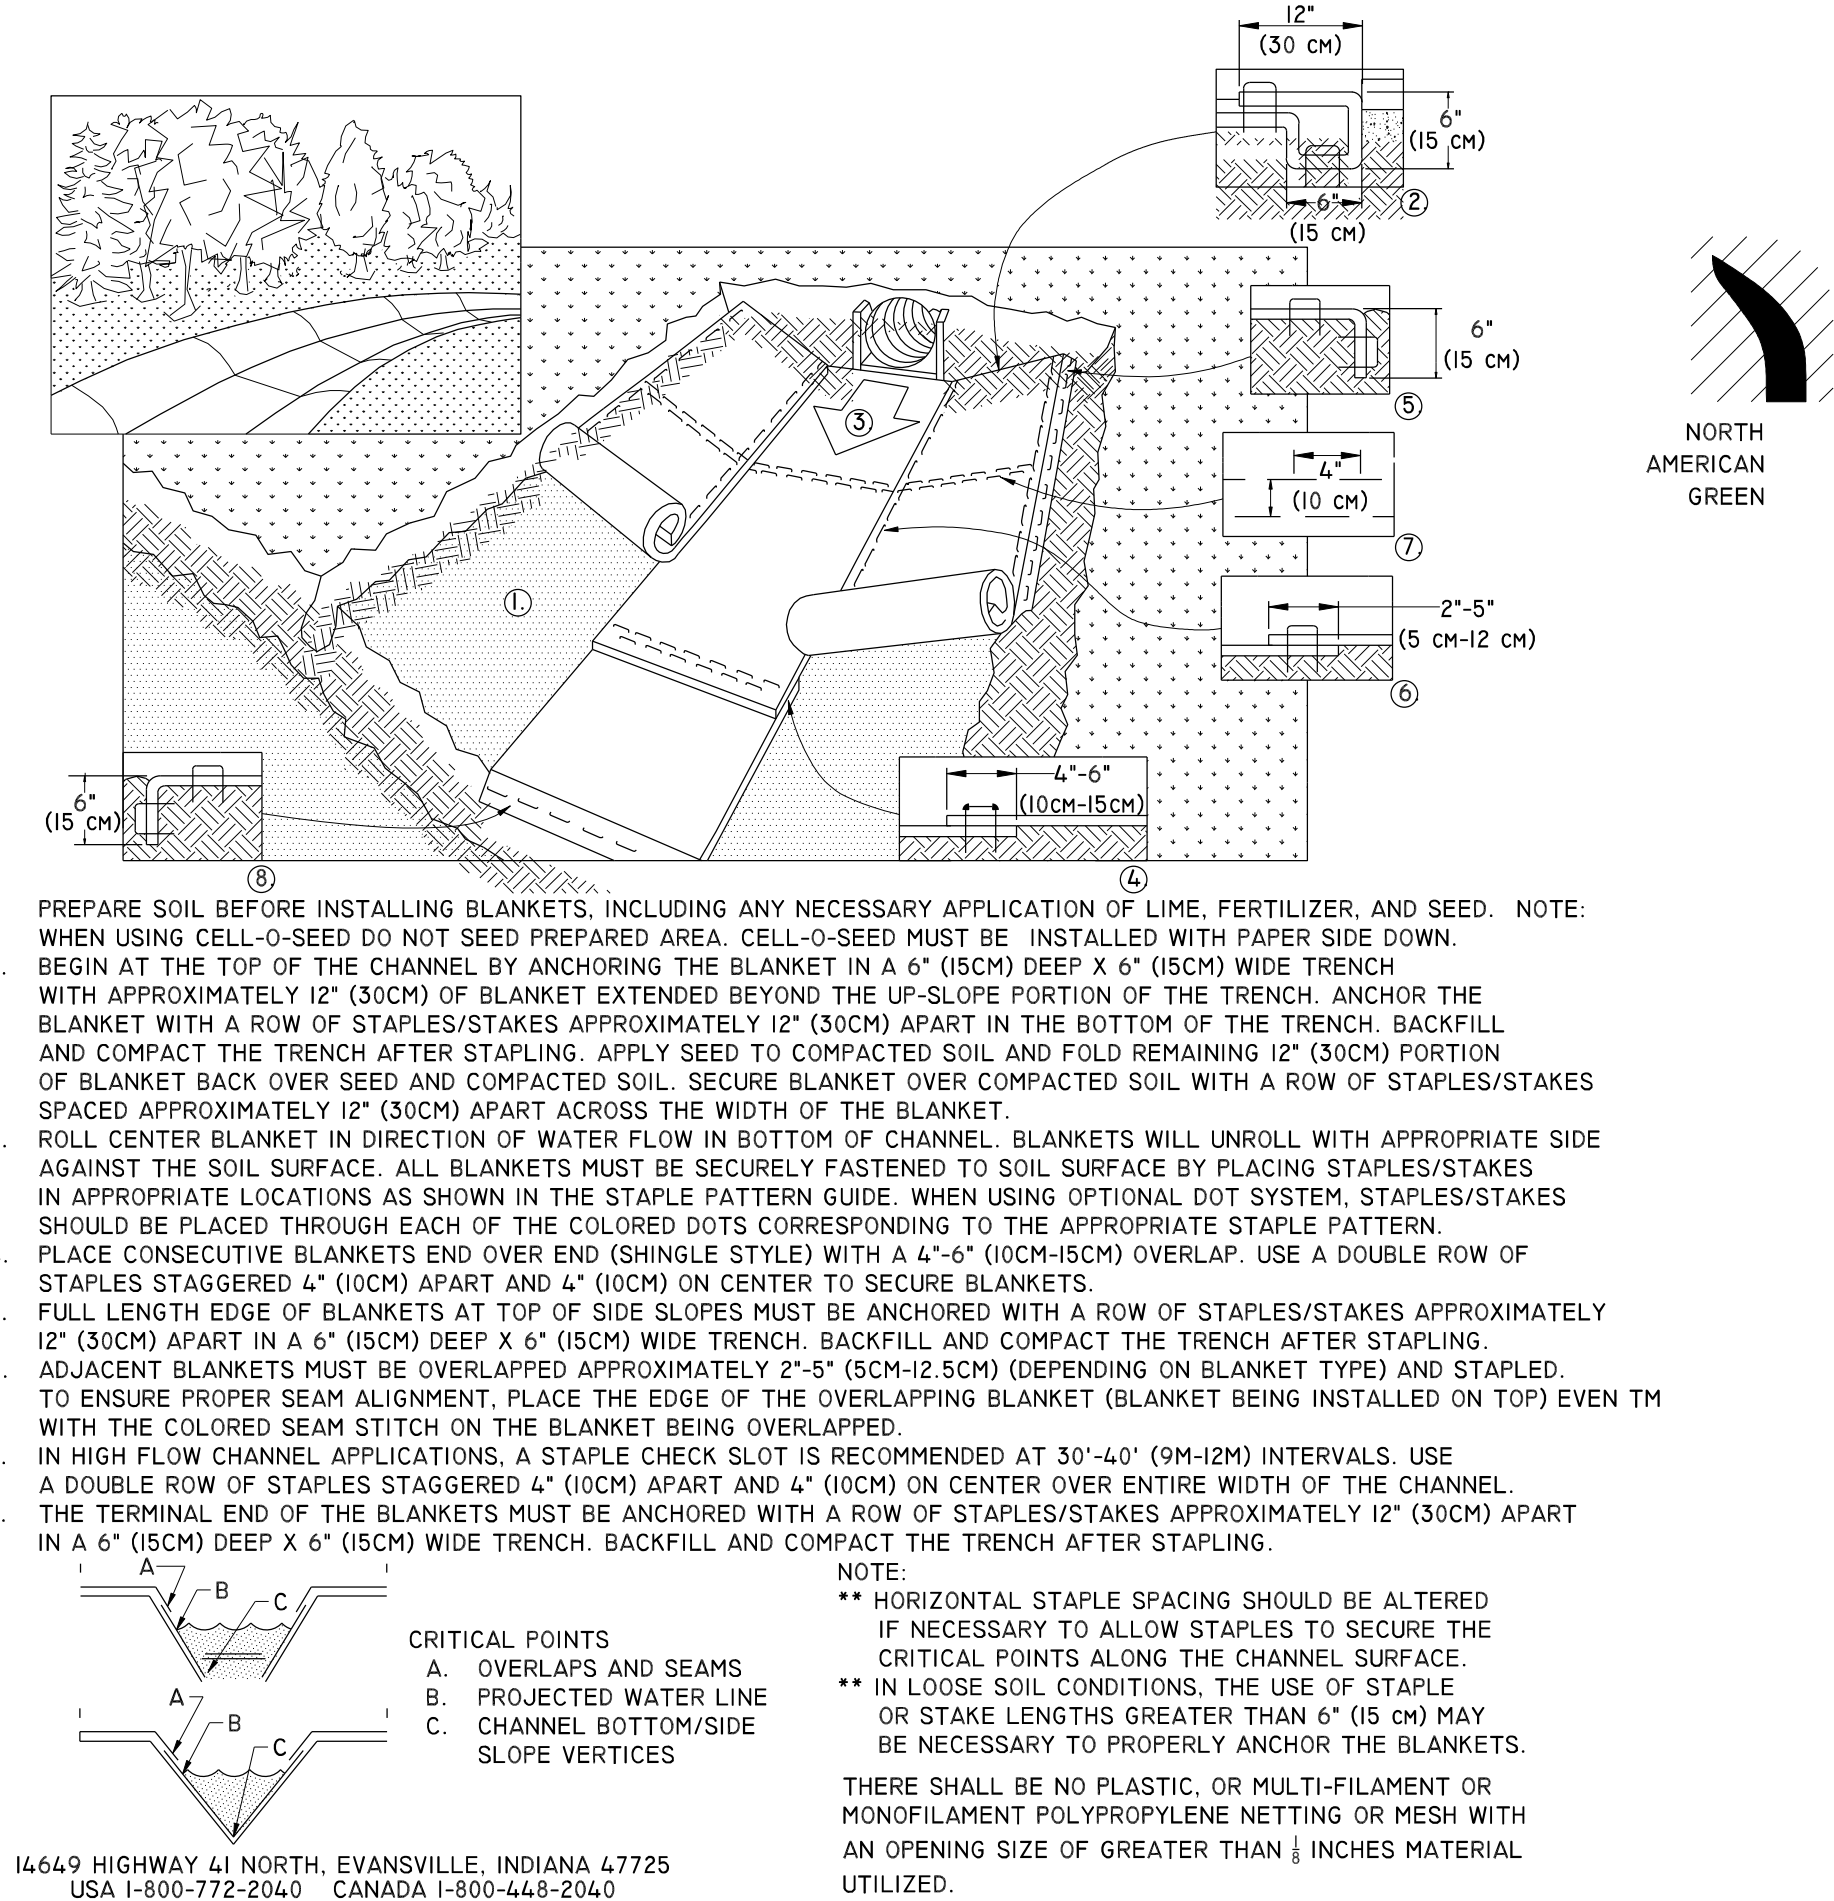 12"
(30 CM)
6"
(15 CM)
6"
(15 CM)
2.
6"
(15 CM)
5.
NORTH
AMERICAN
GREEN
3.
4"
(10 CM)
7.
1.
2"-5"
(5 CM-12 CM)
6.
6"
(15 CM)
8.
4"-6"
(10CM-15CM)
4.
PREPARE SOIL BEFORE INSTALLING BLANKETS, INCLUDING ANY NECESSARY APPLICATION OF LIME, FERTILIZER, AND SEED. NOTE:
WHEN USING CELL-O-SEED DO NOT SEED PREPARED AREA. CELL-O-SEED MUST BE INSTALLED WITH PAPER SIDE DOWN.
. BEGIN AT THE TOP OF THE CHANNEL BY ANCHORING THE BLANKET IN A 6" (15CM) DEEP X 6" (15CM) WIDE TRENCH
WITH APPROXIMATELY 12" (30CM) OF BLANKET EXTENDED BEYOND THE UP-SLOPE PORTION OF THE TRENCH. ANCHOR THE
BLANKET WITH A ROW OF STAPLES/STAKES APPROXIMATELY 12" (30CM) APART IN THE BOTTOM OF THE TRENCH. BACKFILL
AND COMPACT THE TRENCH AFTER STAPLING. APPLY SEED TO COMPACTED SOIL AND FOLD REMAINING 12" (30CM) PORTION
OF BLANKET BACK OVER SEED AND COMPACTED SOIL. SECURE BLANKET OVER COMPACTED SOIL WITH A ROW OF STAPLES/STAKES
SPACED APPROXIMATELY 12" (30CM) APART ACROSS THE WIDTH OF THE BLANKET.
. ROLL CENTER BLANKET IN DIRECTION OF WATER FLOW IN BOTTOM OF CHANNEL. BLANKETS WILL UNROLL WITH APPROPRIATE SIDE
AGAINST THE SOIL SURFACE. ALL BLANKETS MUST BE SECURELY FASTENED TO SOIL SURFACE BY PLACING STAPLES/STAKES
IN APPROPRIATE LOCATIONS AS SHOWN IN THE STAPLE PATTERN GUIDE. WHEN USING OPTIONAL DOT SYSTEM, STAPLES/STAKES
SHOULD BE PLACED THROUGH EACH OF THE COLORED DOTS CORRESPONDING TO THE APPROPRIATE STAPLE PATTERN.
. PLACE CONSECUTIVE BLANKETS END OVER END (SHINGLE STYLE) WITH A 4"-6" (10CM-15CM) OVERLAP. USE A DOUBLE ROW OF
STAPLES STAGGERED 4" (10CM) APART AND 4" (10CM) ON CENTER TO SECURE BLANKETS.
. FULL LENGTH EDGE OF BLANKETS AT TOP OF SIDE SLOPES MUST BE ANCHORED WITH A ROW OF STAPLES/STAKES APPROXIMATELY
12" (30CM) APART IN A 6" (15CM) DEEP X 6" (15CM) WIDE TRENCH. BACKFILL AND COMPACT THE TRENCH AFTER STAPLING.
. ADJACENT BLANKETS MUST BE OVERLAPPED APPROXIMATELY 2"-5" (5CM-12.5CM) (DEPENDING ON BLANKET TYPE) AND STAPLED.
TO ENSURE PROPER SEAM ALIGNMENT, PLACE THE EDGE OF THE OVERLAPPING BLANKET (BLANKET BEING INSTALLED ON TOP) EVEN TM
WITH THE COLORED SEAM STITCH ON THE BLANKET BEING OVERLAPPED.
. IN HIGH FLOW CHANNEL APPLICATIONS, A STAPLE CHECK SLOT IS RECOMMENDED AT 30'-40' (9M-12M) INTERVALS. USE
A DOUBLE ROW OF STAPLES STAGGERED 4" (10CM) APART AND 4" (10CM) ON CENTER OVER ENTIRE WIDTH OF THE CHANNEL.
. THE TERMINAL END OF THE BLANKETS MUST BE ANCHORED WITH A ROW OF STAPLES/STAKES APPROXIMATELY 12" (30CM) APART
IN A 6" (15CM) DEEP X 6" (15CM) WIDE TRENCH. BACKFILL AND COMPACT THE TRENCH AFTER STAPLING.
A
B
C
A
B
C
CRITICAL POINTS
A. OVERLAPS AND SEAMS
B. PROJECTED WATER LINE
C. CHANNEL BOTTOM/SIDE
SLOPE VERTICES
NOTE:
** HORIZONTAL STAPLE SPACING SHOULD BE ALTERED
IF NECESSARY TO ALLOW STAPLES TO SECURE THE
CRITICAL POINTS ALONG THE CHANNEL SURFACE.
** IN LOOSE SOIL CONDITIONS, THE USE OF STAPLE
OR STAKE LENGTHS GREATER THAN 6" (15 CM) MAY
BE NECESSARY TO PROPERLY ANCHOR THE BLANKETS.
THERE SHALL BE NO PLASTIC, OR MULTI-FILAMENT OR
MONOFILAMENT POLYPROPYLENE NETTING OR MESH WITH
AN OPENING SIZE OF GREATER THAN 1/8 INCHES MATERIAL
UTILIZED.
14649 HIGHWAY 41 NORTH, EVANSVILLE, INDIANA 47725
USA 1-800-772-2040 CANADA 1-800-448-2040